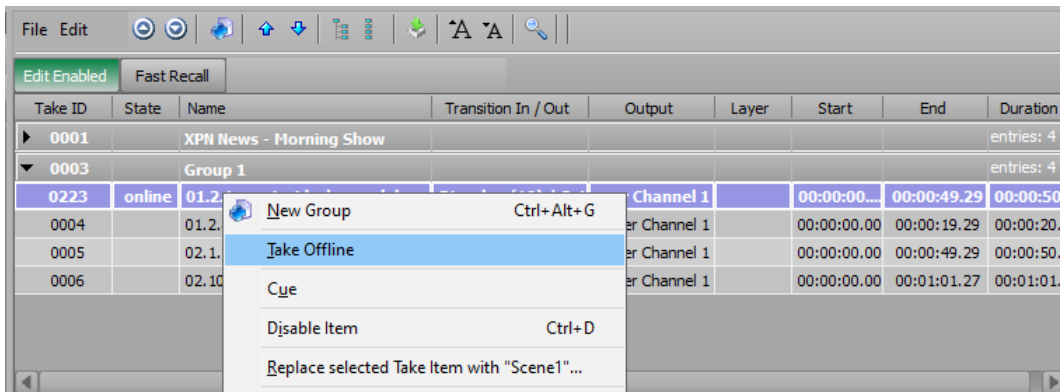 File Edit
Edit Enabled Fast Recall
Take ID State Name Transition In / Out Output Layer Start End Duration
0001 XPN News - Morning Show entries: 4
0003 Group 1 entries: 4
0223 online 01.2. Channel 1 00:00:00.... 00:00:49.29 00:00:50
New Group Ctrl+Alt+G
0004 01.2. er Channel 1 00:00:00.00 00:00:19.29 00:00:20.
Take Offline
0005 02.1. er Channel 1 00:00:00.00 00:00:49.29 00:00:50.
0006 02.10 er Channel 1 00:00:00.00 00:01:01.27 00:01:01.
Cue
Disable Item Ctrl+D
Replace selected Take Item with "Scene1"...